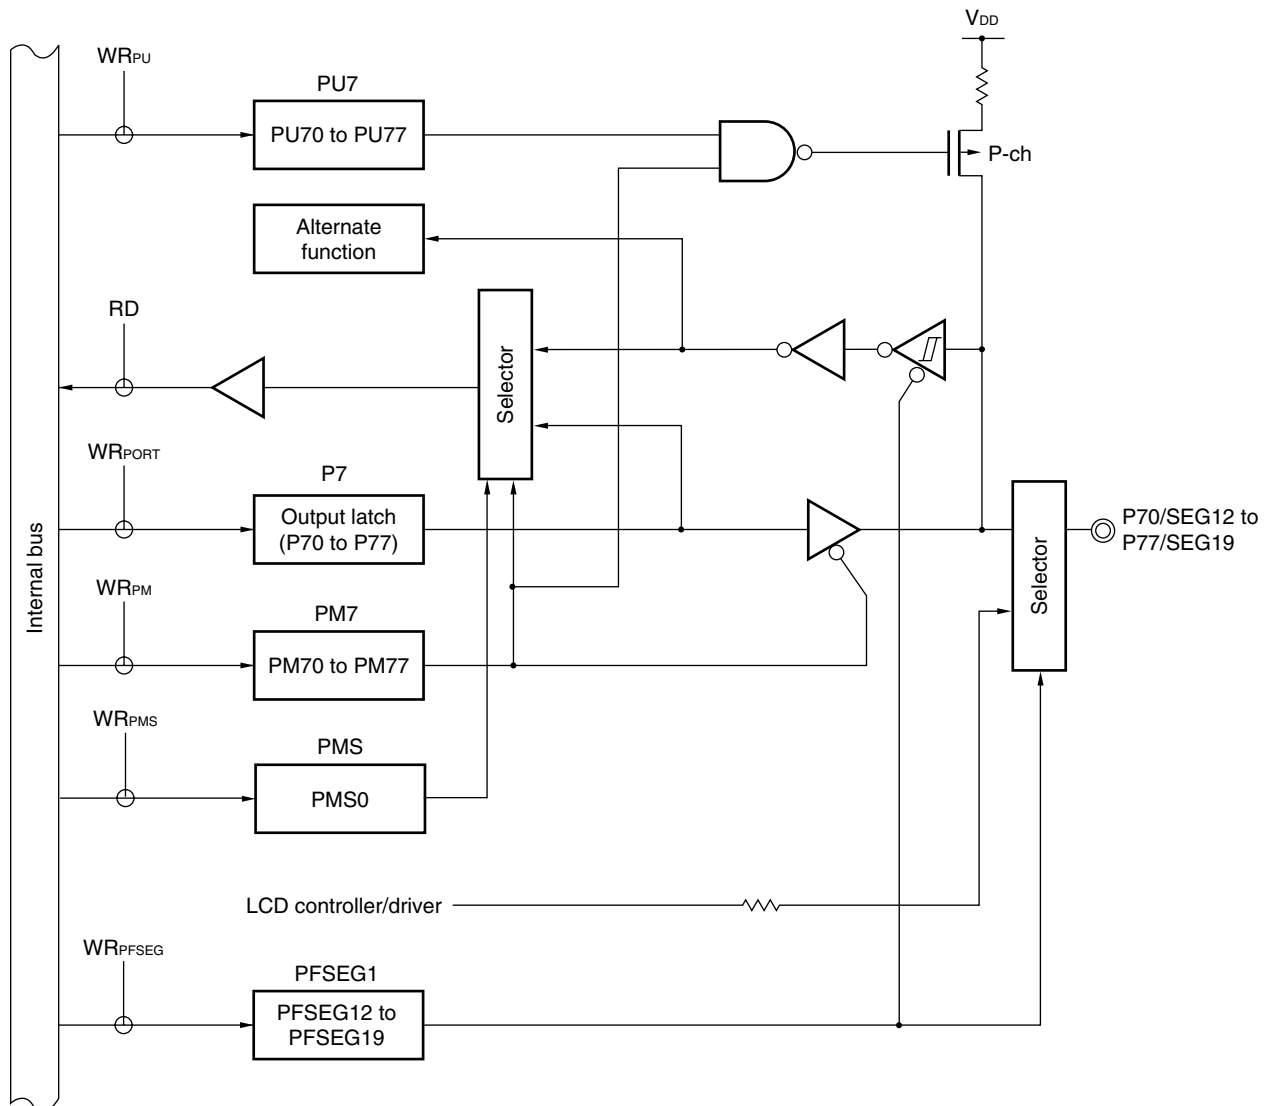 VDD
WRPU
PU7
PU70 to PU77
P-ch
Alternate
function
RD
Selector
WRPORT
P7
Output latch
(P70 to P77)
P70/SEG12 to
P77/SEG19
Selector
Internal bus
WRPM
PM7
PM70 to PM77
WRPMS
PMS
PMS0
LCD controller/driver
WRPFSEG
PFSEG1
PFSEG12 to
PFSEG19